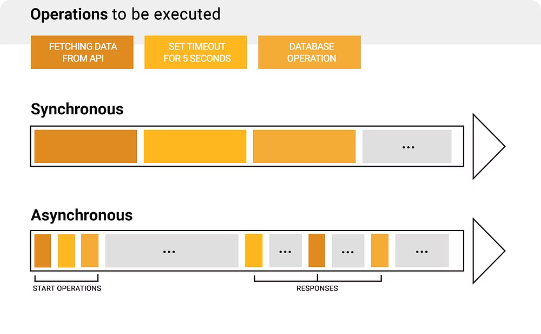 Operations to be executed
FETCHING DATA
FROM API
SET TIMEOUT
FOR 5 SECONDS
DATABASE
OPERATION
Synchronous
...
Asynchronous
...
...
...
...
START OPERATIONS
RESPONSES